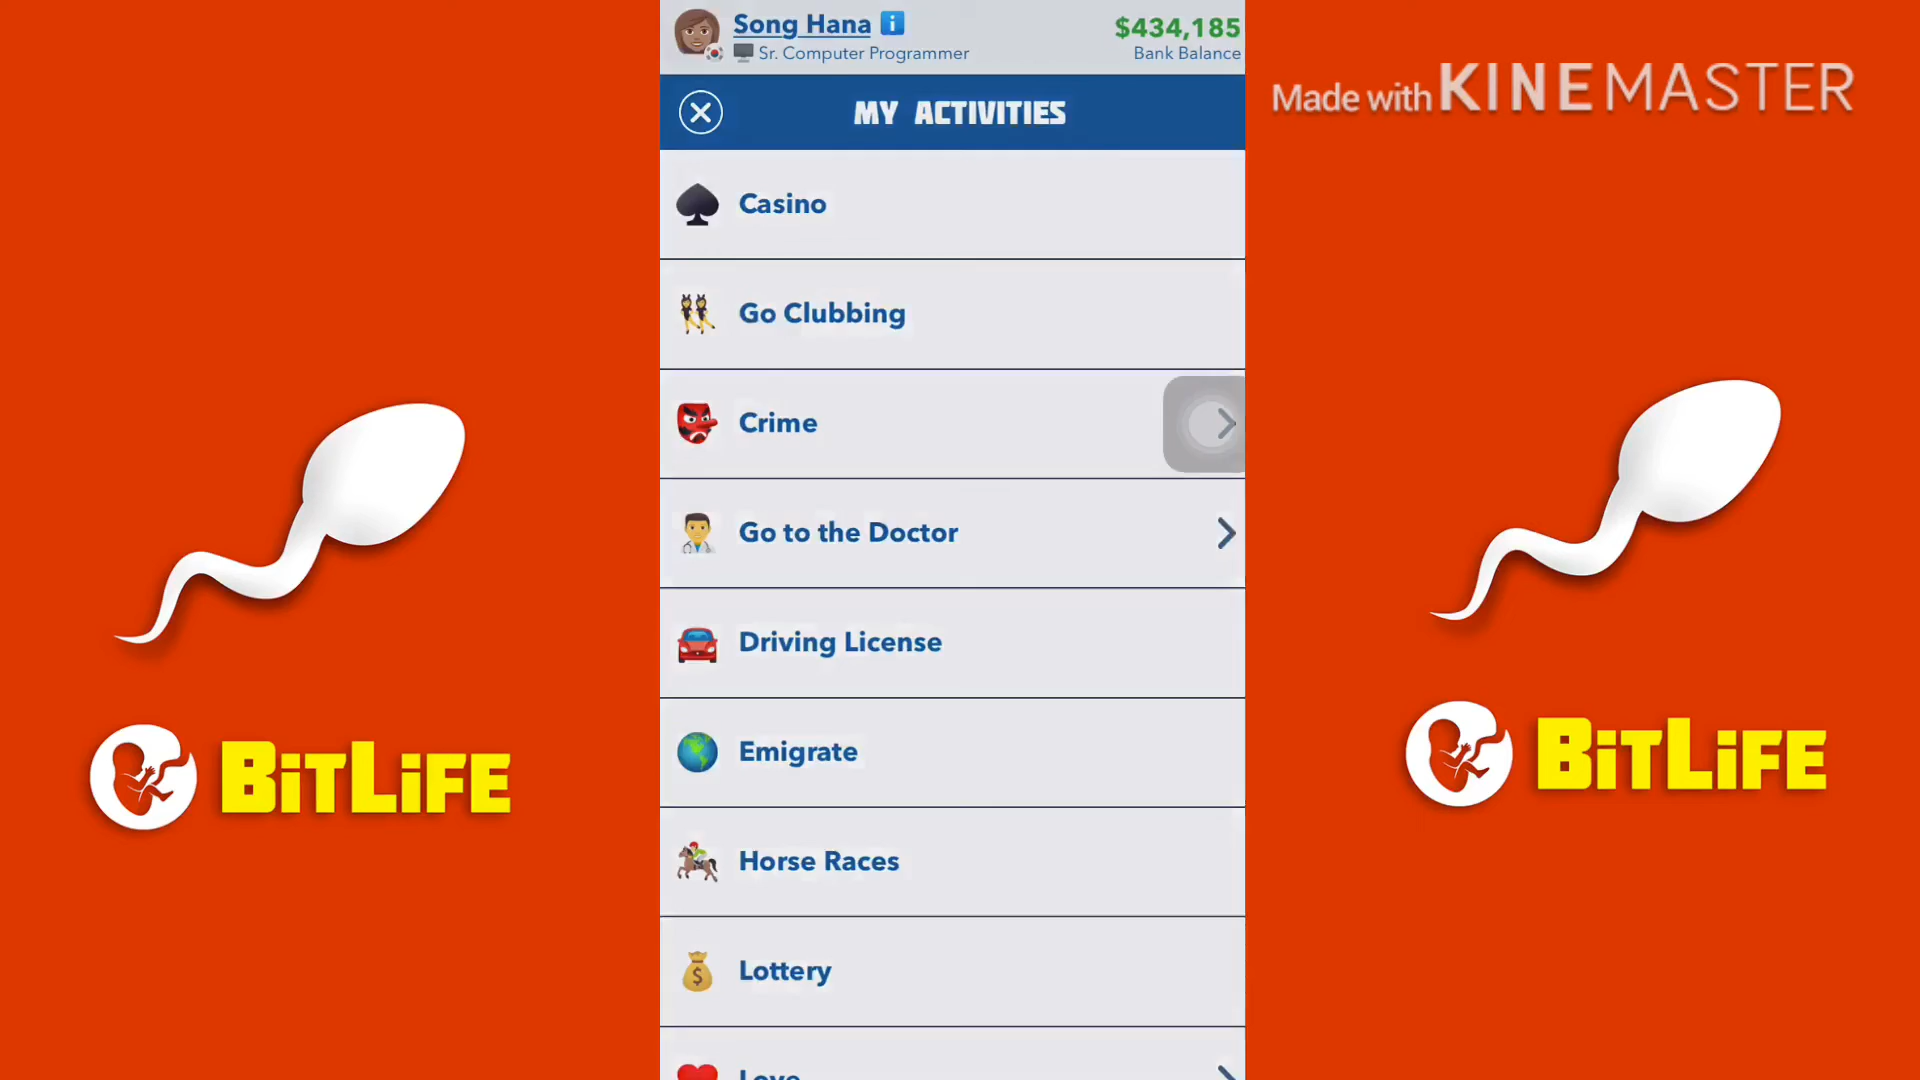 Song Hana
Sr. Computer Programmer
$434,185
Bank Balance
Made with KINEMASTER
MY ACTIVITIES
Casino
Go Clubbing
Crime
Go to the Doctor
Driving License
Emigrate
Horse Races
Lottery
Love
BiTLiFE
BiTLiFE